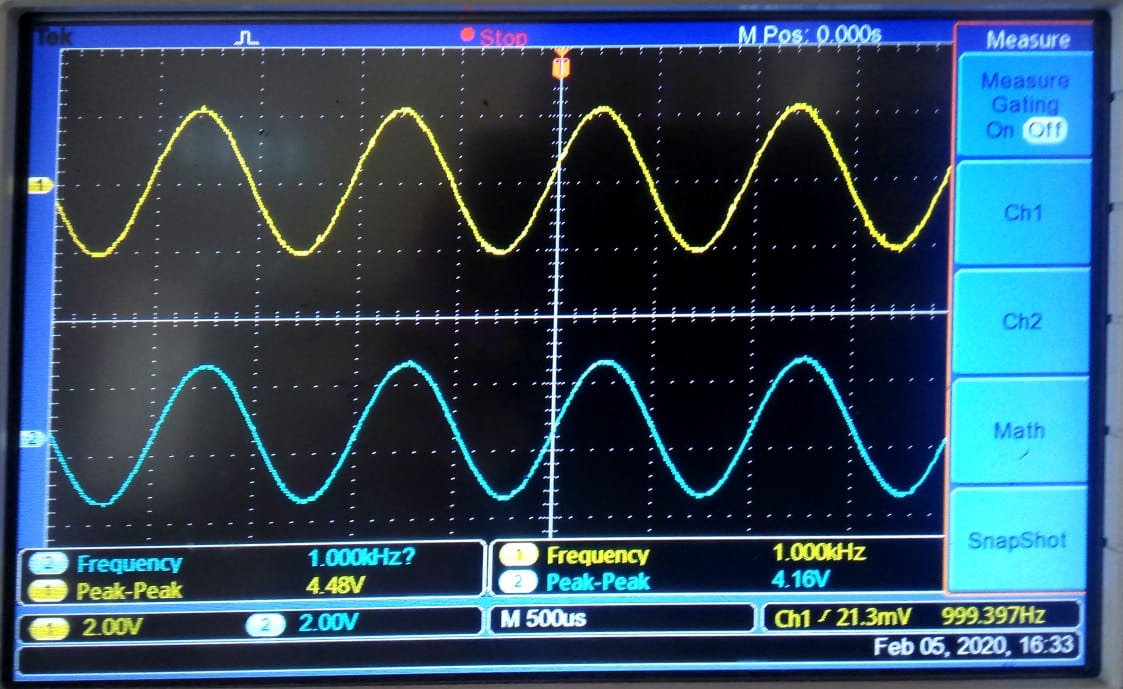 Tek
Stop
M Pos: 0.000s
Measure
Measure
Gating
On Off
Ch1
Ch2
Math
SnapShot
1
2
2 Frequency 1.000kHz?
1 Peak-Peak 4.48V
1 Frequency 1.000kHz
2 Peak-Peak 4.16V
1 2.00V 2 2.00V
M 500us
Ch1 21.3mV 999.397Hz
Feb 05, 2020, 16:33